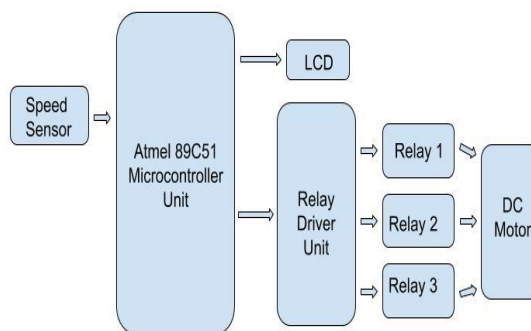 Speed
Sensor
Atmel 89C51
Microcontroller
Unit
LCD
Relay
Driver
Unit
Relay 1
Relay 2
Relay 3
DC
Motor